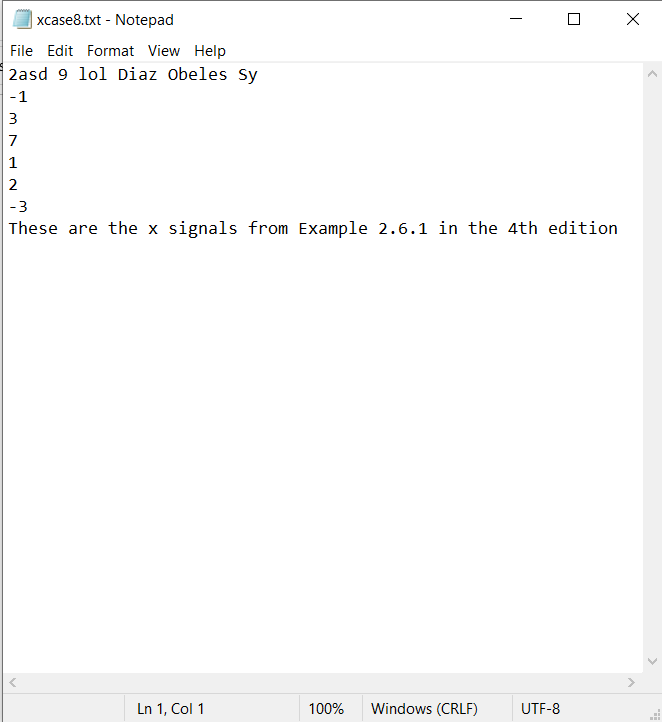 xcase8.txt - Notepad
File Edit Format View Help
2asd 9 lol Diaz Obeles Sy
-1
3
7
1
2
-3
These are the x signals from Example 2.6.1 in the 4th edition
Ln 1, Col 1 100% Windows (CRLF) UTF-8